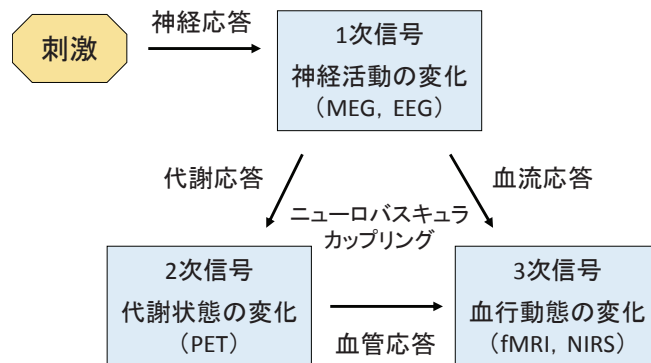 刺激
神経応答
1次信号
神経活動の変化
（MEG, EEG）
代謝応答
血流応答
ニューロバスキュラ
カップリング
2次信号
代謝状態の変化
（PET）
血管応答
3次信号
血行動態の変化
（fMRI, NIRS）